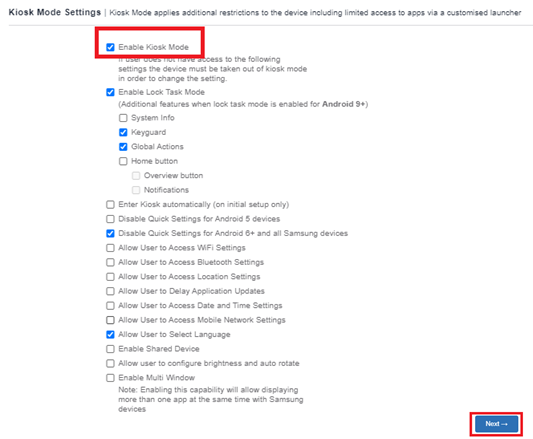 Kiosk Mode Settings | Kiosk Mode applies additional restrictions to the device including limited access to apps via a customised launcher
Enable Kiosk Mode
If user does not have access to the following
settings the device must be taken out of kiosk mode
in order to change the setting.
Enable Lock Task Mode
(Additional features when lock task mode is enabled for Android 9+)
System Info
Keyguard
Global Actions
Home button
Overview button
Notifications
Enter Kiosk automatically (on initial setup only)
Disable Quick Settings for Android 5 devices
Disable Quick Settings for Android 6+ and all Samsung devices
Allow User to Access WiFi Settings
Allow User to Access Bluetooth Settings
Allow User to Access Location Settings
Allow User to Delay Application Updates
Allow User to Access Date and Time Settings
Allow User to Access Mobile Network Settings
Allow User to Select Language
Enable Shared Device
Allow user to configure brightness and auto rotate
Enable Multi Window
Note: Enabling this capability will allow displaying
more than one app at the same time with Samsung
devices
Next →